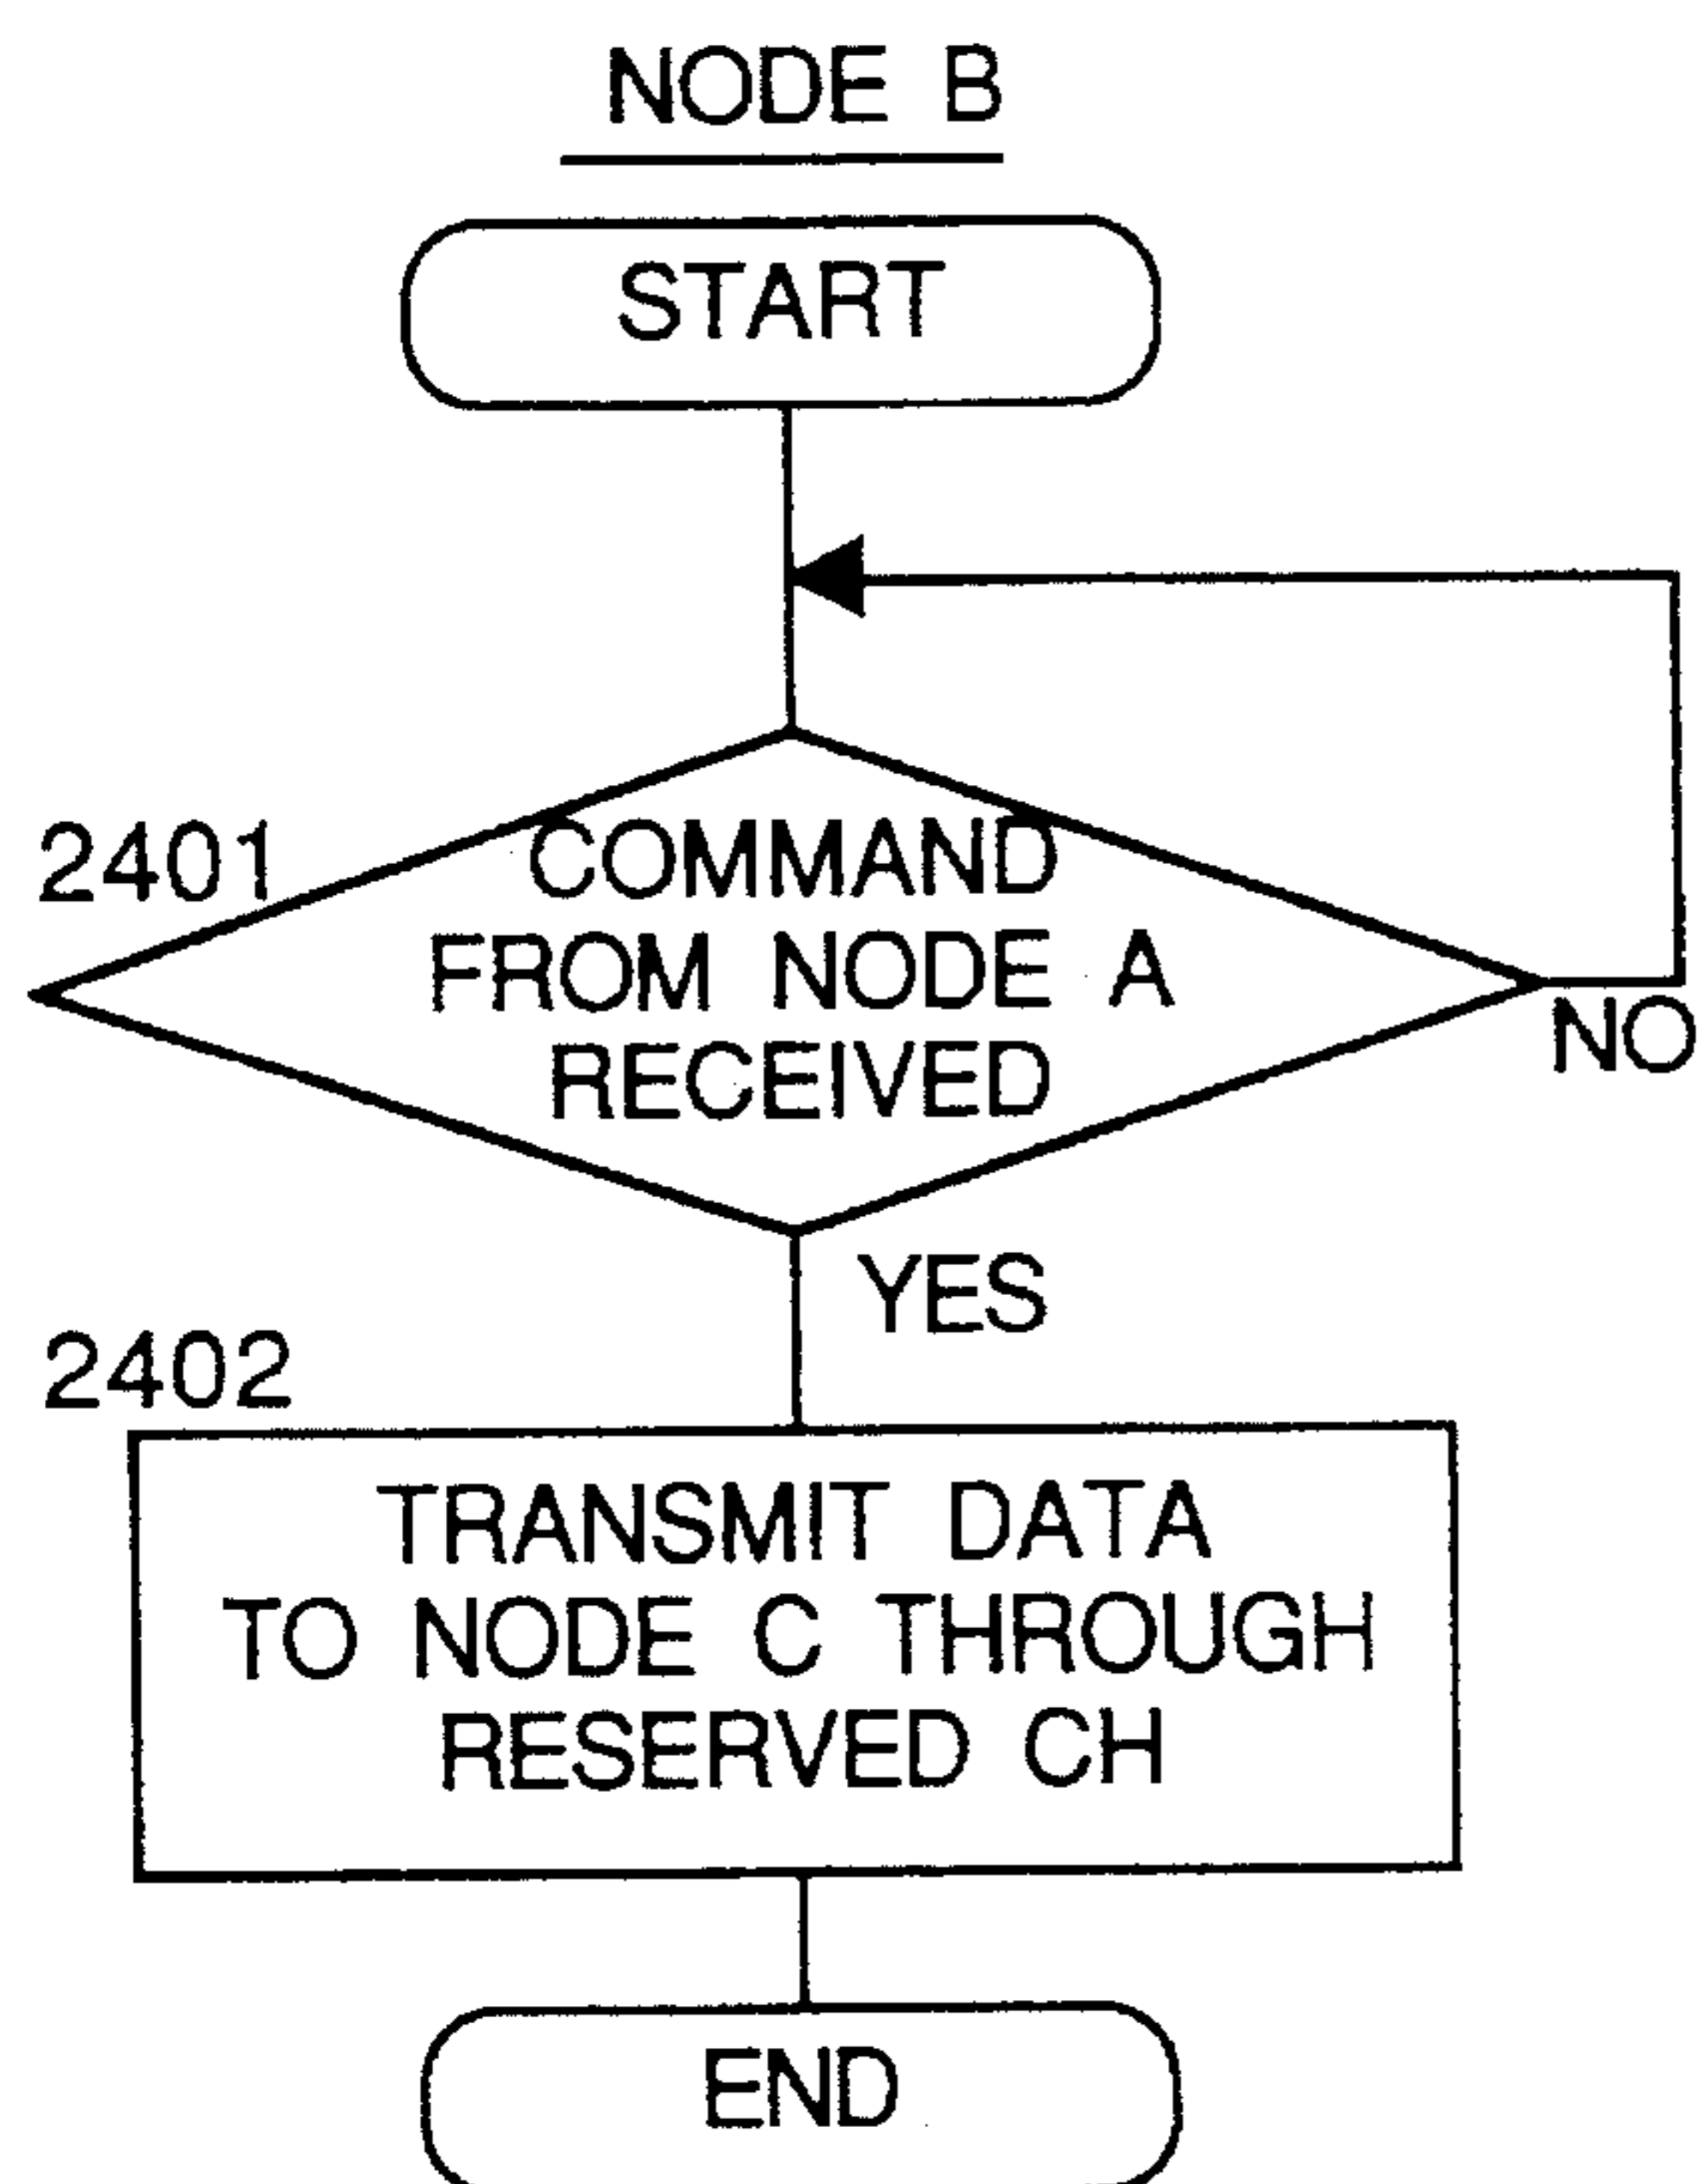 NODE B
START
2401
COMMAND
FROM NODE A
RECEIVED
NO
YES
2402
TRANSMIT DATA
TO NODE C THROUGH
RESERVED CH
END